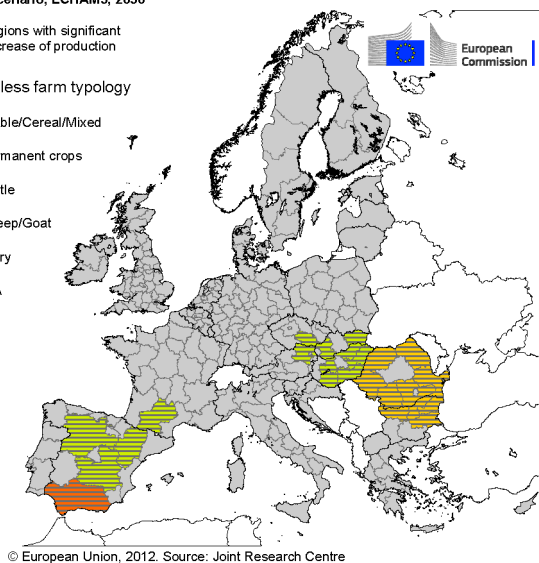 cenario, ECHAM5, 2030
gions with significant
crease of production
less farm typology
ble/Cereal/Mixed
rmanent crops
tle
eep/Goat
ry
European
Commission
© European Union, 2012. Source: Joint Research Centre